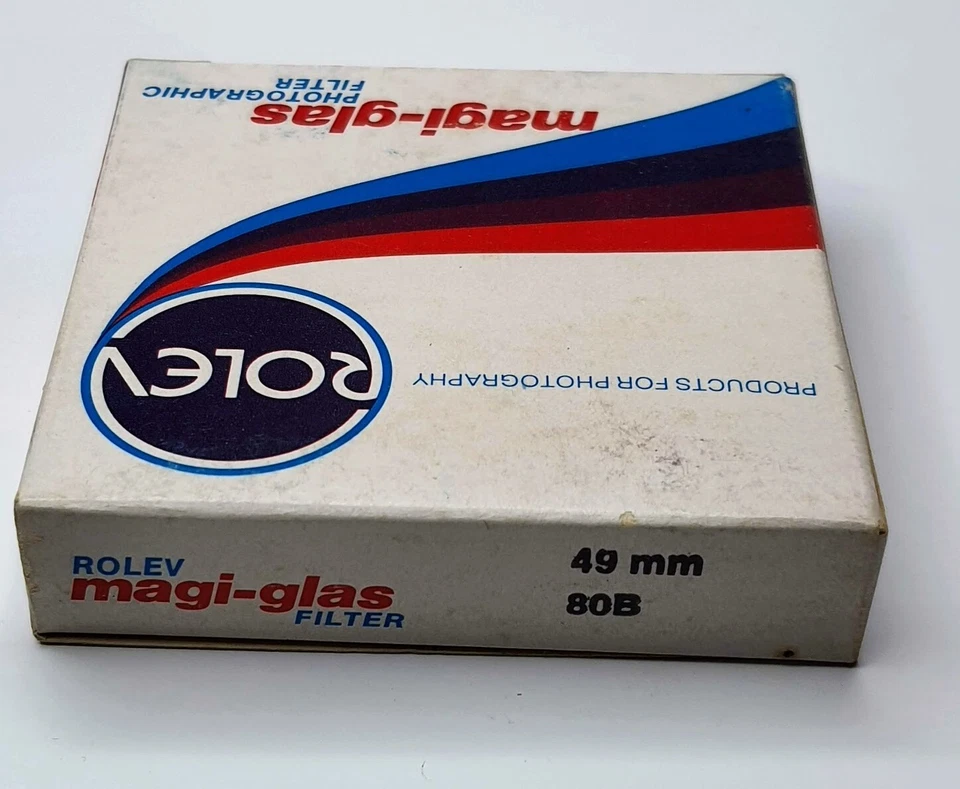 magi-glas
PHOTOGRAPHIC
FILTER
ROLEV
PRODUCTS FOR PHOTOGRAPHY
ROLEV
magi-glas
FILTER
49 mm
80B